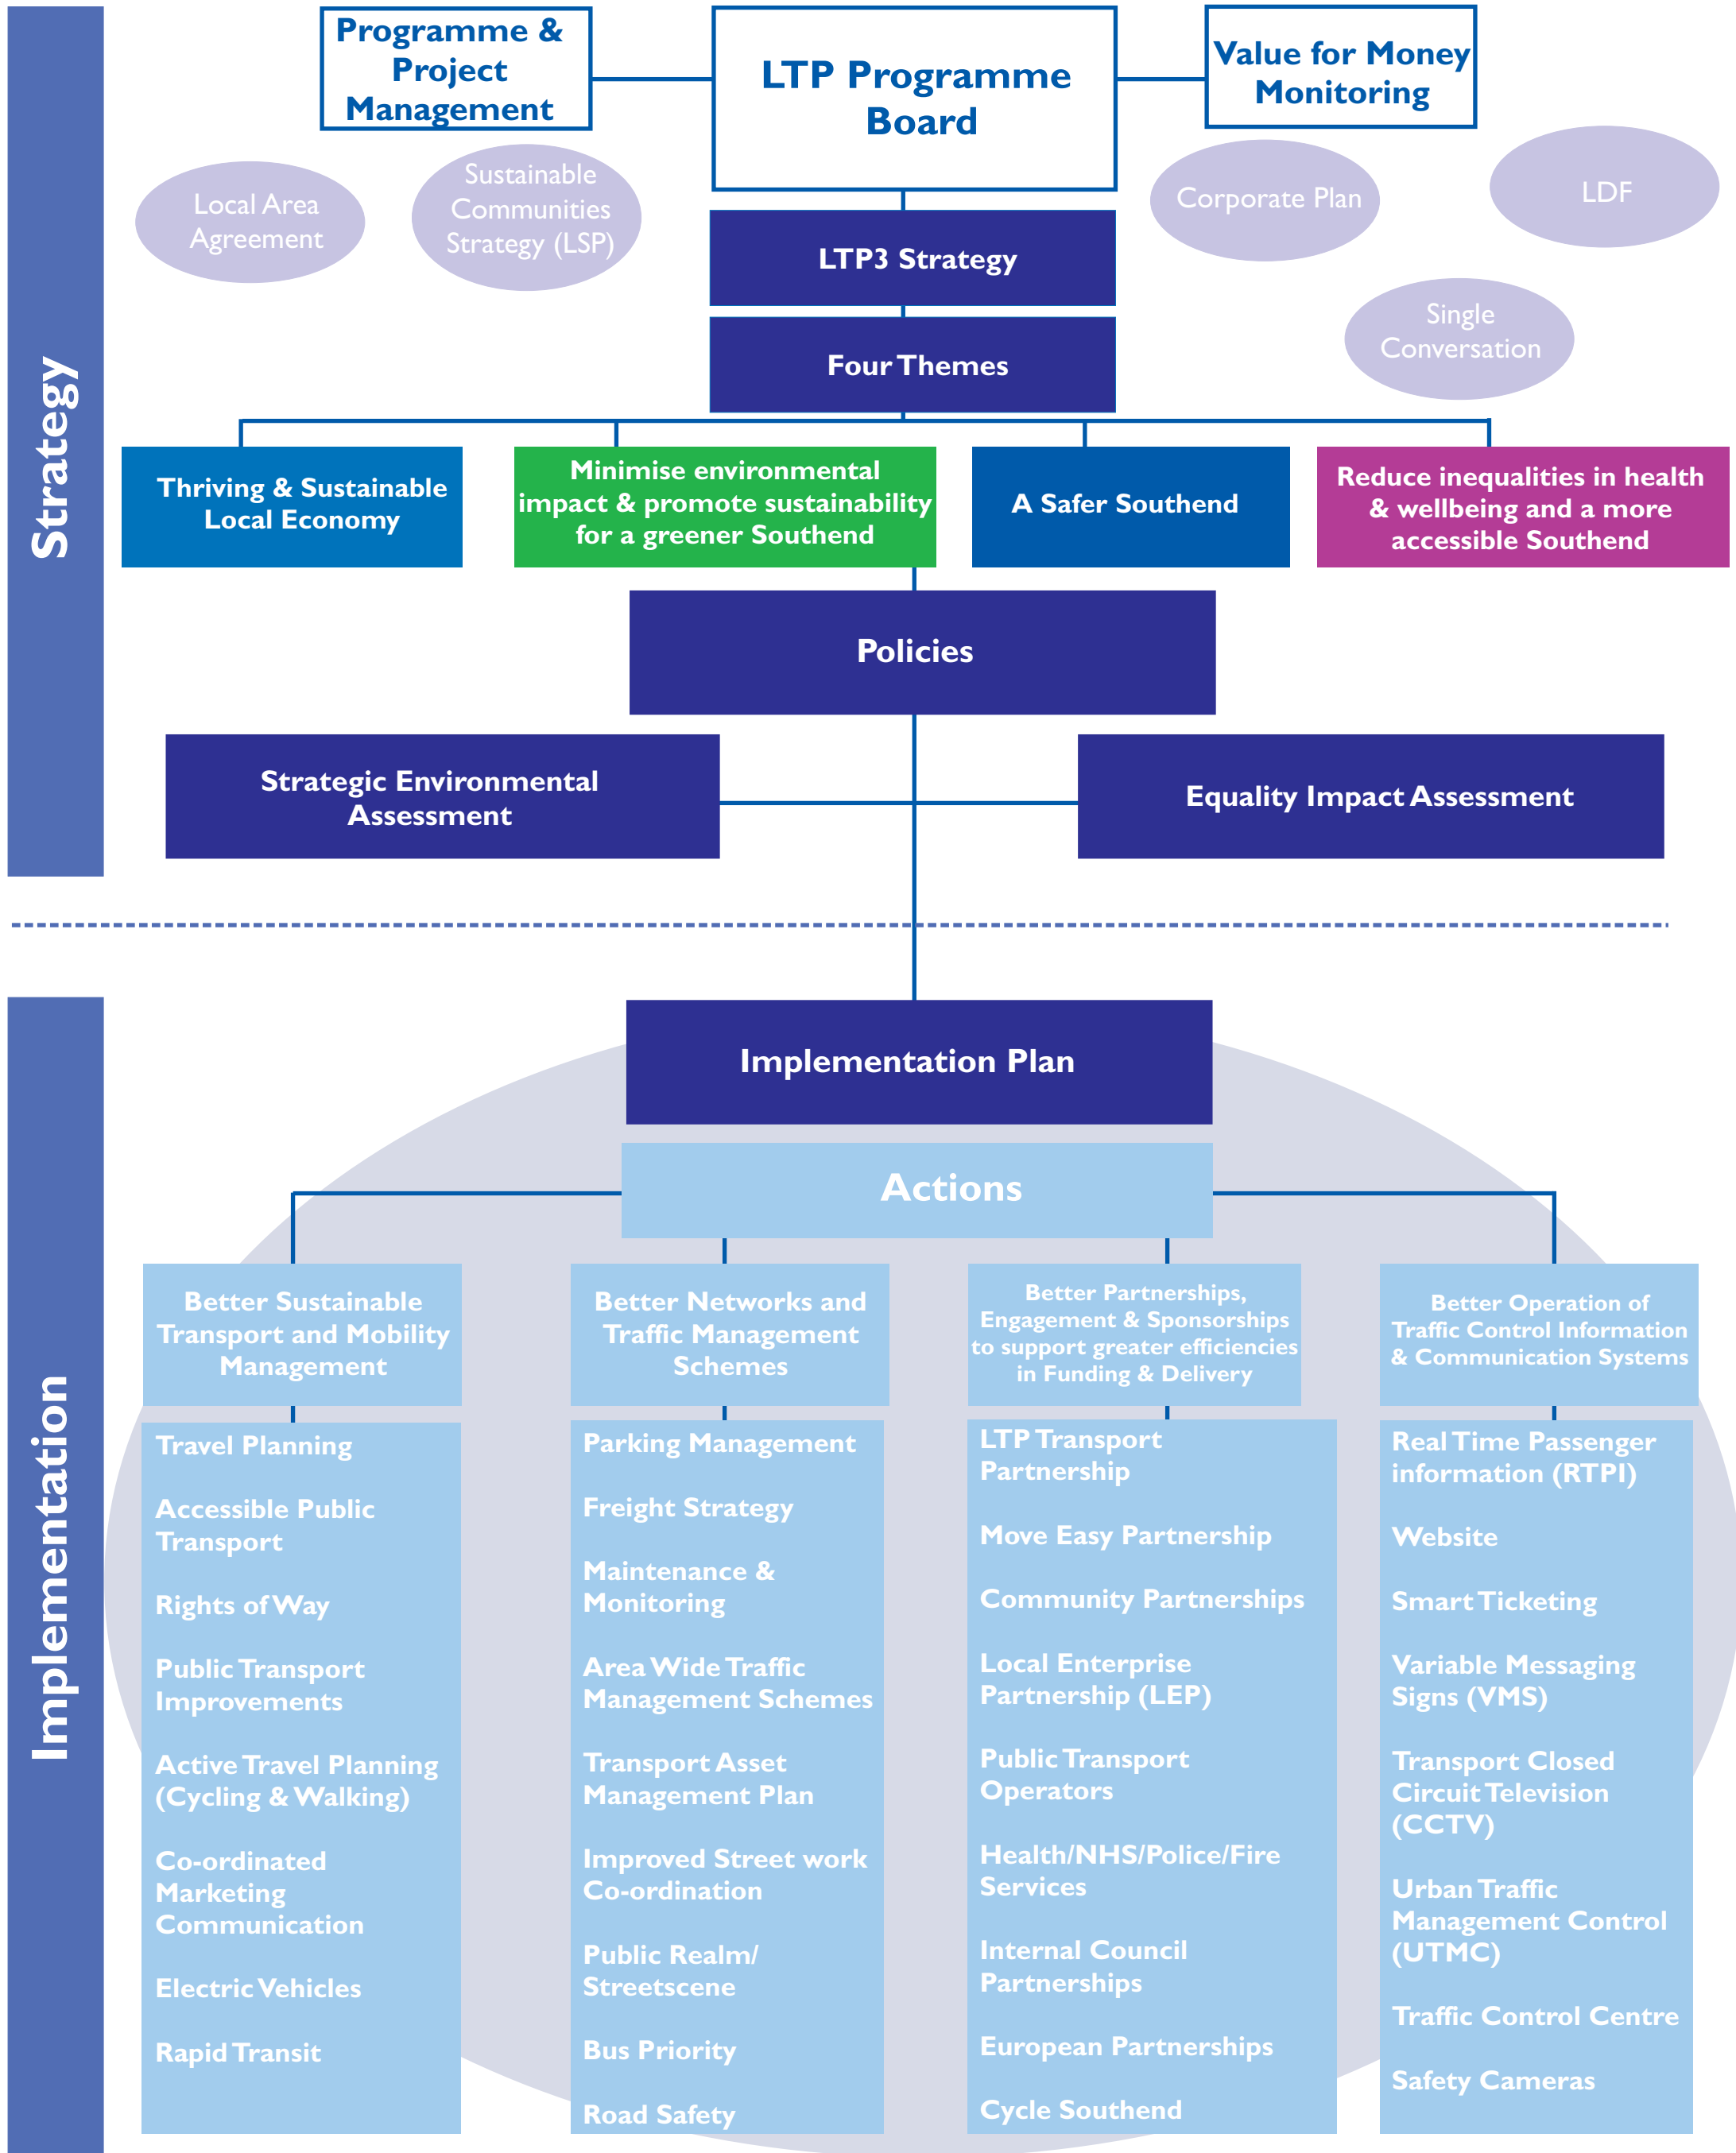 Programme &
Project
Management
LTP Programme
Board
Value for Money
Monitoring
Local Area
Agreement
Sustainable
Communities
Strategy (LSP)
Corporate Plan
LDF
Single
Conversation
LTP3 Strategy
Four Themes
Strategy
Thriving & Sustainable
Local Economy
Minimise environmental
impact & promote sustainability
for a greener Southend
A Safer Southend
Reduce inequalities in health
& wellbeing and a more
accessible Southend
Policies
Strategic Environmental
Assessment
Equality Impact Assessment
Implementation Plan
Actions
Implementation
Better Sustainable
Transport and Mobility
Management
Travel Planning
Accessible Public
Transport
Rights of Way
Public Transport
Improvements
Active Travel Planning
(Cycling & Walking)
Co-ordinated
Marketing
Communication
Electric Vehicles
Rapid Transit
Better Networks and
Traffic Management
Schemes
Parking Management
Freight Strategy
Maintenance &
Monitoring
Area Wide Traffic
Management Schemes
Transport Asset
Management Plan
Improved Street work
Co-ordination
Public Realm/
Streetscene
Bus Priority
Road Safety
Better Partnerships,
Engagement & Sponsorships
to support greater efficiencies
in Funding & Delivery
LTP Transport
Partnership
Move Easy Partnership
Community Partnerships
Local Enterprise
Partnership (LEP)
Public Transport
Operators
Health/NHS/Police/Fire
Services
Internal Council
Partnerships
European Partnerships
Cycle Southend
Better Operation of
Traffic Control Information
& Communication Systems
Real Time Passenger
information (RTPI)
Website
Smart Ticketing
Variable Messaging
Signs (VMS)
Transport Closed
Circuit Television
(CCTV)
Urban Traffic
Management Control
(UTMC)
Traffic Control Centre
Safety Cameras